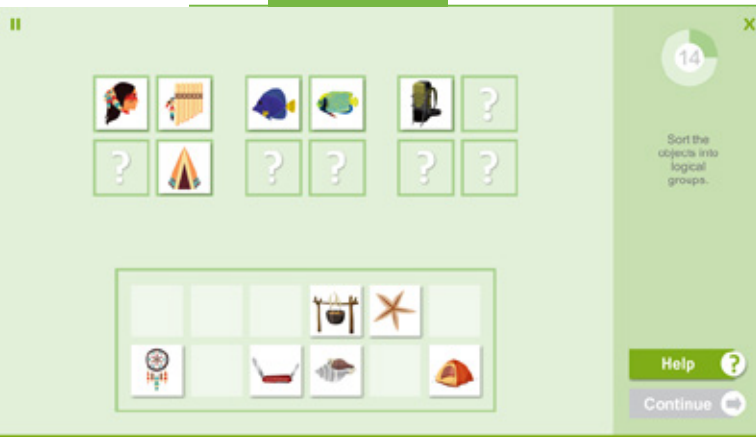 14
X
Sort the
objects into
logical
groups.
?
?
?
?
?
?
Help ?
Continue